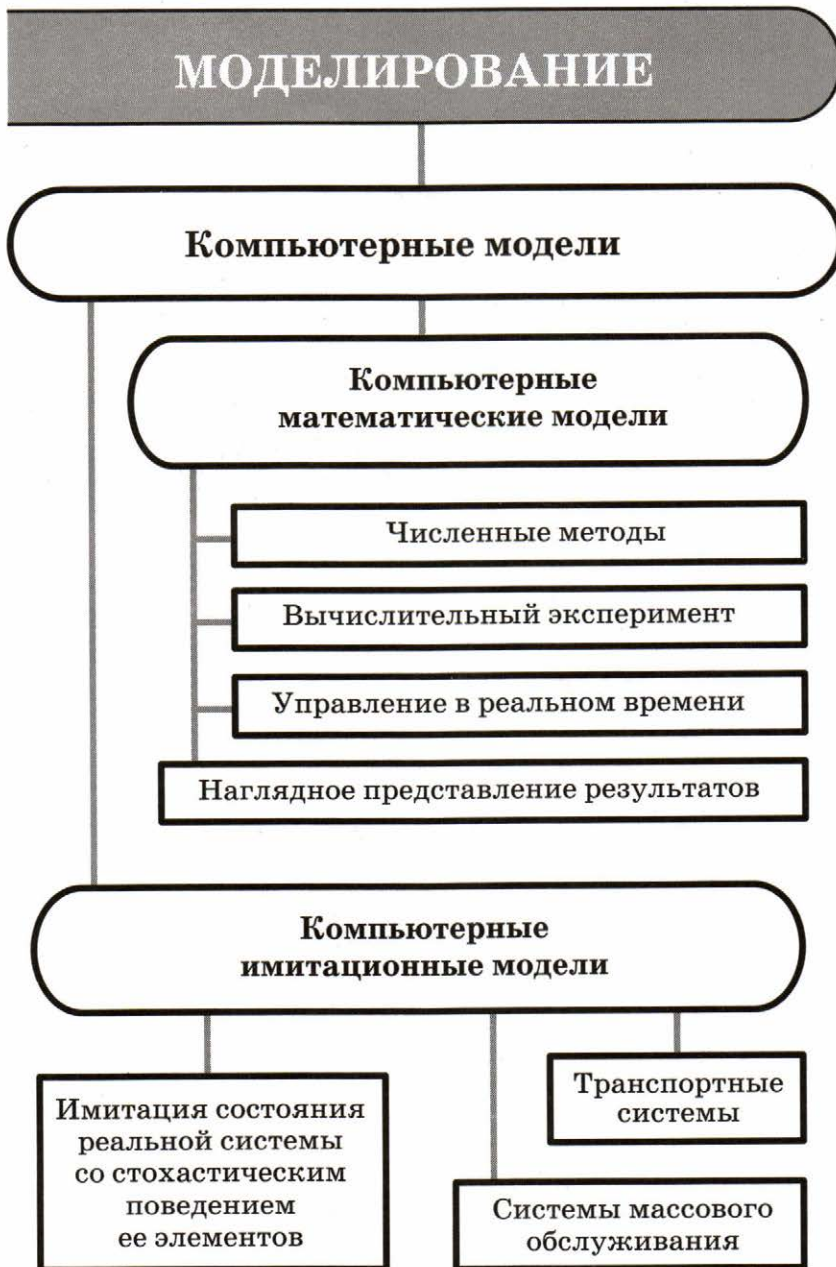 МОДЕЛИРОВАНИЕ
Компьютерные модели
Компьютерные
математические модели
Численные методы
Вычислительный эксперимент
Управление в реальном времени
Наглядное представление результатов
Компьютерные
имитационные модели
Имитация состояния
реальной системы
со стохастическим
поведением
ее элементов
Транспортные
системы
Системы массового
обслуживания